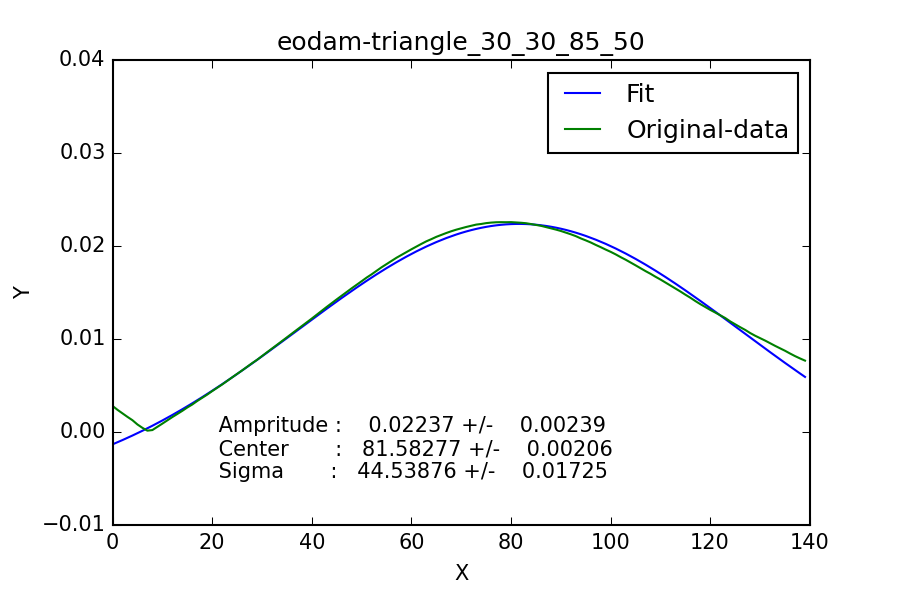 eodam-triangle_30_30_85_50
Fit
Original-data
0.04
0.03
0.02
0.01
0.00
−0.01
Y
Ampritude : 0.02237 +/- 0.00239
Center : 81.58277 +/- 0.00206
Sigma : 44.53876 +/- 0.01725
0 20 40 60 80 100 120 140
X